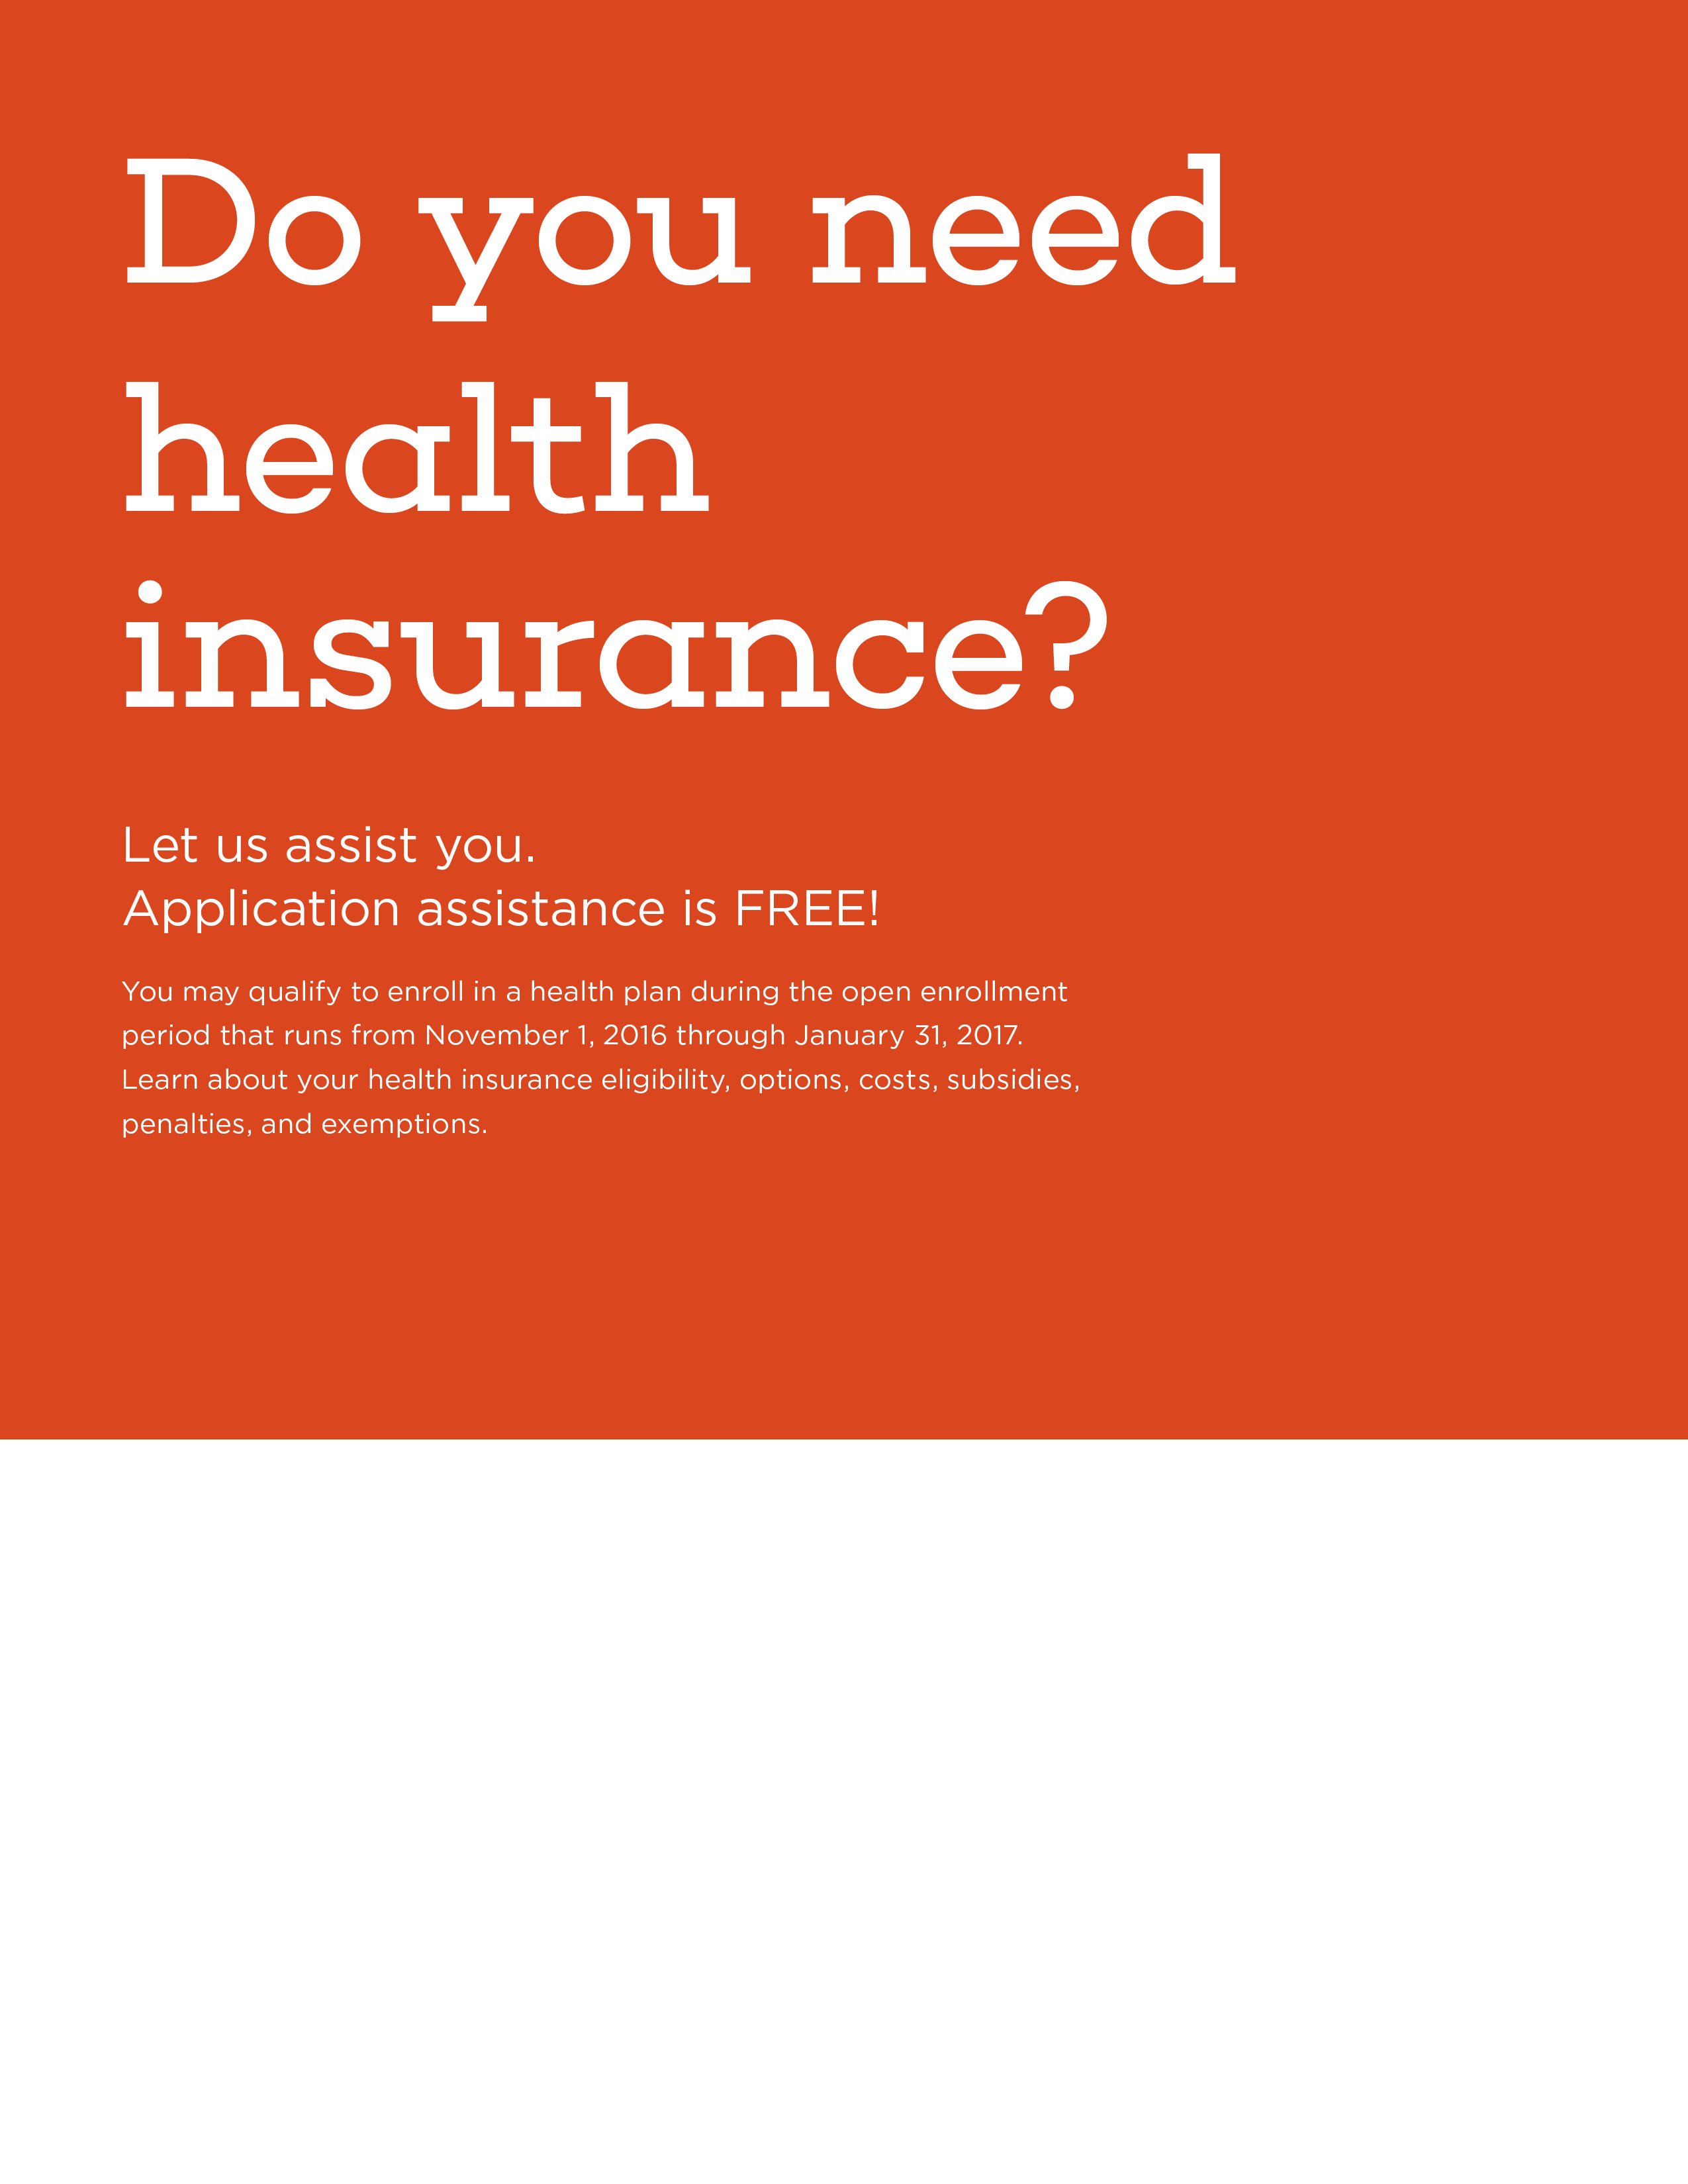 Do you need
health
insurance?
Let us assist you.
Application assistance is FREE!
You may qualify to enroll in a health plan during the open enrollment
period that runs from November 1, 2016 through January 31, 2017.
Learn about your health insurance eligibility, options, costs, subsidies,
penalties, and exemptions.